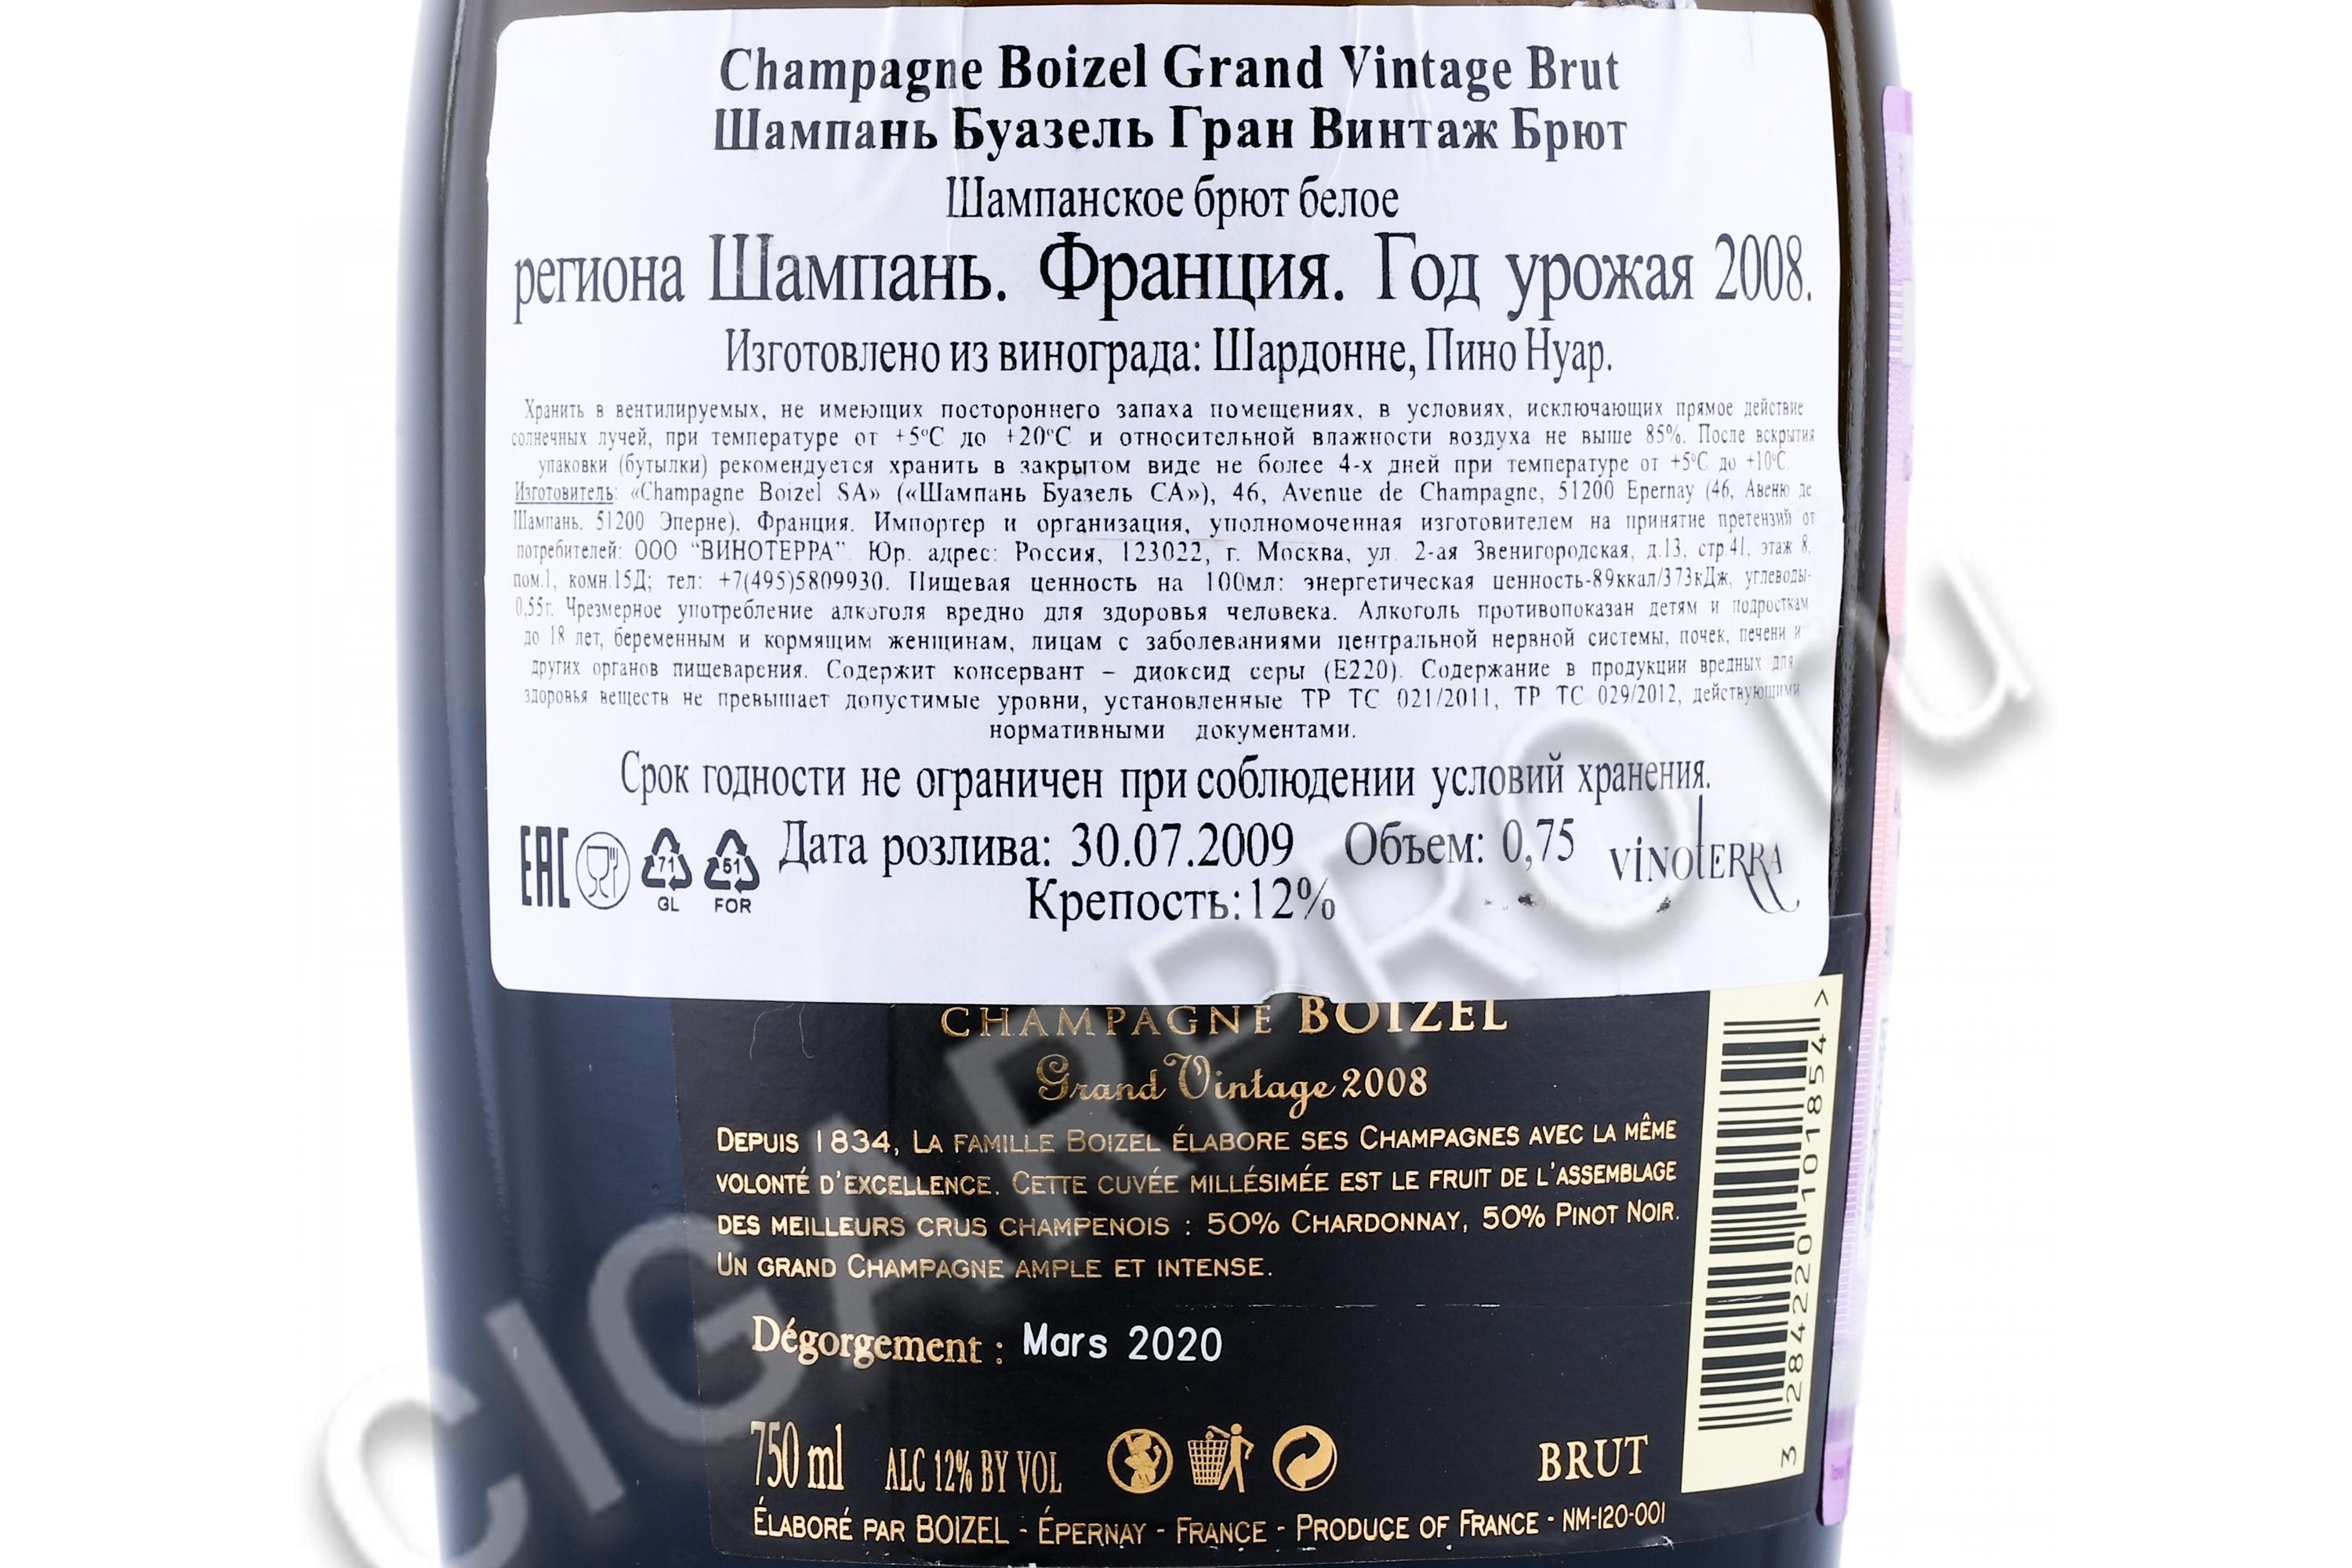 Champagne Boizel Grand Vintage Brut
Шампань Буазель Гран Винтаж Брют
Шампанское брют белое
региона Шампань. Франция. Год урожая 2008.
Изготовлено из винограда: Шардонне, Пино Нуар.
Хранить в вентилируемых, не имеющих постороннего запаха помещениях, в условиях, исключающих прямое действие
солнечных лучей, при температуре от +5°C до +20°C и относительной влажности воздуха не выше 85%. После вскрытия
упаковки (бутылки) рекомендуется хранить в закрытом виде не более 4-х дней при температуре от +5°C до +10°C.
Изготовитель: «Champagne Boizel SA» («Шампань Буазель СА»), 46, Avenue de Champagne, 51200 Epernay (46, Авеню де
Шампань, 51200 Эперне), Франция. Импортер и организация, уполномоченная изготовителем на принятие претензий от
потребителей: ООО "ВИНОТЕРРА" Юр. адрес: Россия, 123022, г. Москва, ул. 2-ая Звенигородская, д.13, стр.41, этаж 8,
пом.1, комн.15Д; тел: +7(495)5809930. Пищевая ценность на 100мл: энергетическая ценность-89ккал/373кДж, углеводы-
0,55г. Чрезмерное употребление алкоголя вредно для здоровья человека. Алкоголь противопоказан детям и подросткам
до 18 лет, беременным и кормящим женщинам, лицам с заболеваниями центральной нервной системы, почек, печени и
других органов пищеварения. Содержит консервант – диоксид серы (E220). Содержание в продукции вредных для
здоровья веществ не превышает допустимые уровни, установленные ТР ТС 021/2011, ТР ТС 029/2012, действующими
нормативными документами.
Срок годности не ограничен при соблюдении условий хранения.
EAC 71 GL 51 FOR Дата розлива: 30.07.2009 Объем: 0,75 vinoTERRA
Крепость:12%
CHAMPAGNE BOIZEL
Grand Vintage 2008
DEPUIS 1834, LA FAMILLE BOIZEL ÉLABORE SES CHAMPAGNES AVEC LA MÊME
VOLONTÉ D'EXCELLENCE. CETTE CUVÉE MILLÉSIMÉE EST LE FRUIT DE L'ASSEMBLAGE
DES MEILLEURS CRUS CHAMPENOIS : 50% CHARDONNAY, 50% PINOT NOIR.
UN GRAND CHAMPAGNE AMPLE ET INTENSE.
Dégorgement : Mars 2020
750 ml ALC 12% BY VOL BRUT
ÉLABORÉ PAR BOIZEL - ÉPERNAY - FRANCE - PRODUCE OF FRANCE - NM-120-001
3 284220 101854 >
CIGARPRO.ru